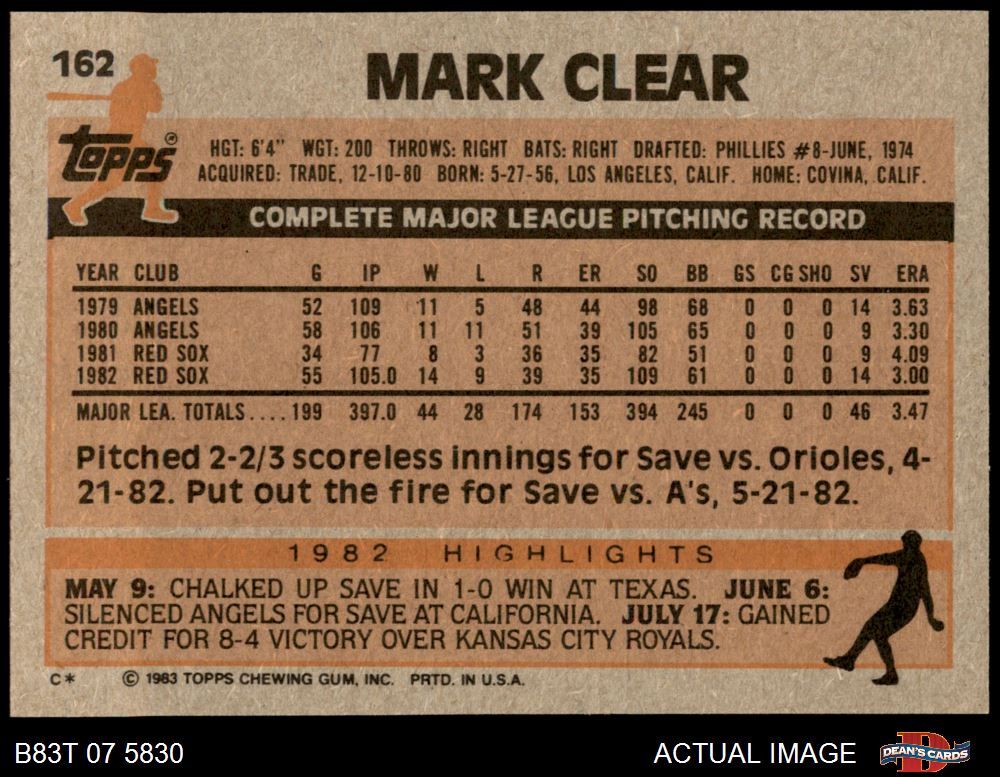 162
MARK CLEAR
topps®
HGT: 6'4" WGT: 200 THROWS: RIGHT BATS: RIGHT DRAFTED: PHILLIES #8-JUNE, 1974
ACQUIRED: TRADE, 12-10-80 BORN: 5-27-56, LOS ANGELES, CALIF. HOME: COVINA, CALIF.
COMPLETE MAJOR LEAGUE PITCHING RECORD
YEAR CLUB G IP W L R ER SO BB GS CG SHO SV ERA
1979 ANGELS 52 109 11 5 48 44 98 68 0 0 0 14 3.63
1980 ANGELS 58 106 11 11 51 39 105 65 0 0 0 9 3.30
1981 RED SOX 34 77 8 3 36 35 82 51 0 0 0 9 4.09
1982 RED SOX 55 105.0 14 9 39 35 109 61 0 0 0 14 3.00
MAJOR LEA. TOTALS....199 397.0 44 28 174 153 394 245 0 0 0 46 3.47
Pitched 2-2/3 scoreless innings for Save vs. Orioles, 4-
21-82. Put out the fire for Save vs. A's, 5-21-82.
1982 HIGHLIGHTS
MAY 9: CHALKED UP SAVE IN 1-0 WIN AT TEXAS. JUNE 6:
SILENCED ANGELS FOR SAVE AT CALIFORNIA. JULY 17: GAINED
CREDIT FOR 8-4 VICTORY OVER KANSAS CITY ROYALS.
C* © 1983 TOPPS CHEWING GUM, INC. PRTD. IN U.S.A.
B83T 07 5830 ACTUAL IMAGE DEAN'S CARDS